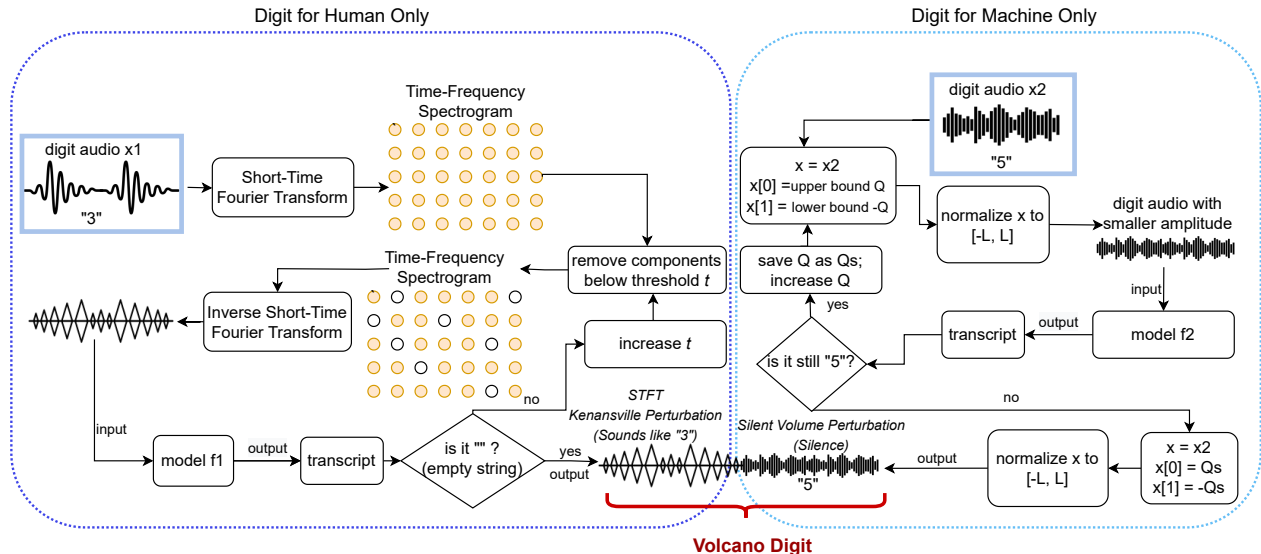 Digit for Human Only
digit audio x1
"3"
Short-Time
Fourier Transform
Time-Frequency
Spectrogram
remove components
below threshold t
increase t
Time-Frequency
Spectrogram
Inverse Short-Time
Fourier Transform
input
model f1
output
transcript
is it "" ?
(empty string)
no
yes
output
STFT
Kenansville Perturbation
(Sounds like "3")
Digit for Machine Only
digit audio x2
"5"
x = x2
x[0] =upper bound Q
x[1] = lower bound -Q
normalize x to
[-L, L]
digit audio with
smaller amplitude
input
model f2
output
transcript
is it still "5"?
yes
save Q as Qs;
increase Q
no
x = x2
x[0] = Qs
x[1] = -Qs
normalize x to
[-L, L]
output
Silent Volume Perturbation
(Silence)
"5"
Volcano Digit